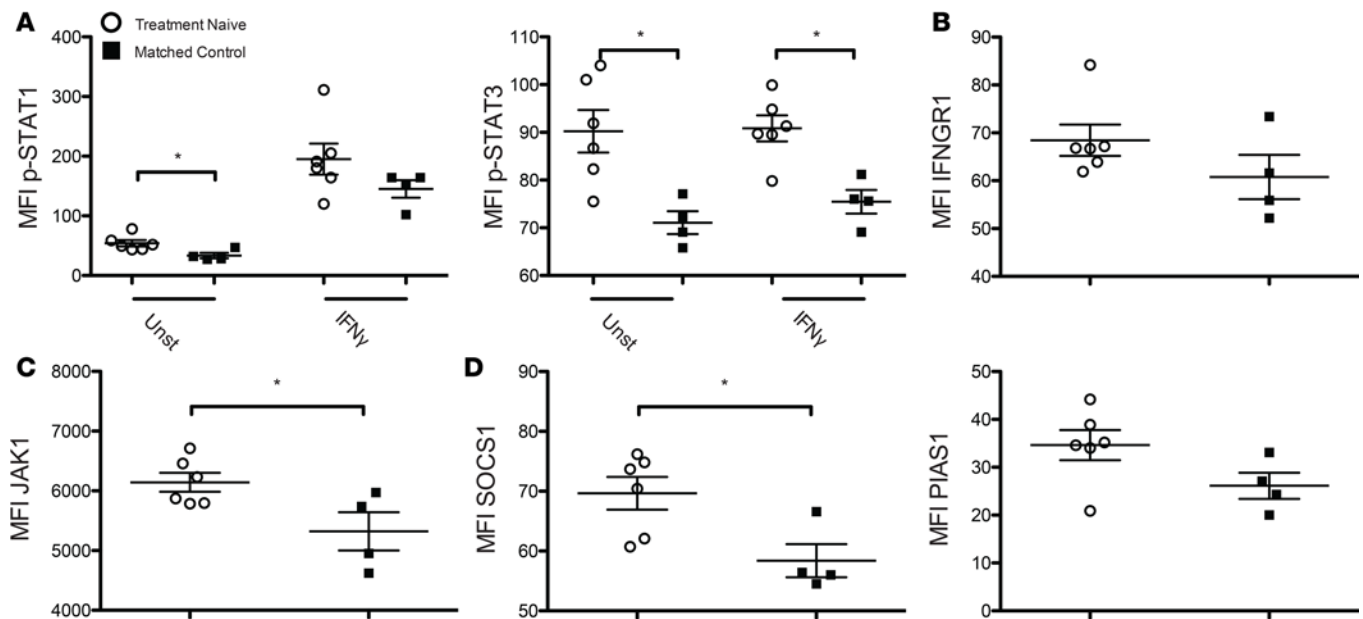 A
Treatment Naive
Matched Control
MFI p-STAT1
400
300
200
100
0
*
Unst
IFNγ
MFI p-STAT3
110
100
90
80
70
60
*
*
Unst
IFNγ
B
MFI IFNGR1
90
80
70
60
50
40
C
MFI JAK1
8000
7000
6000
5000
4000
*
D
MFI SOCS1
90
80
70
60
50
*
MFI PIAS1
50
40
30
20
10
0